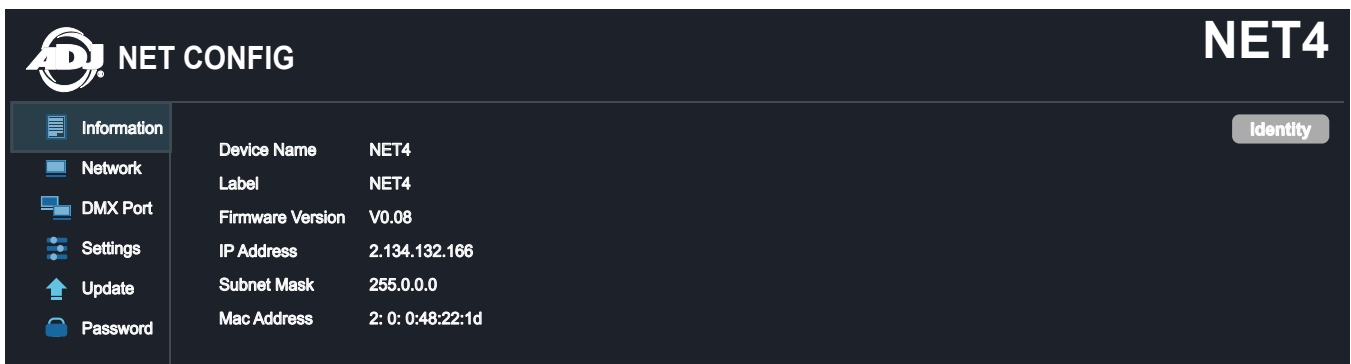 ADJ NET CONFIG
NET4
Information
Network
DMX Port
Settings
Update
Password
Identity
Device Name NET4
Label NET4
Firmware Version V0.08
IP Address 2.134.132.166
Subnet Mask 255.0.0.0
Mac Address 2: 0: 0:48:22:1d